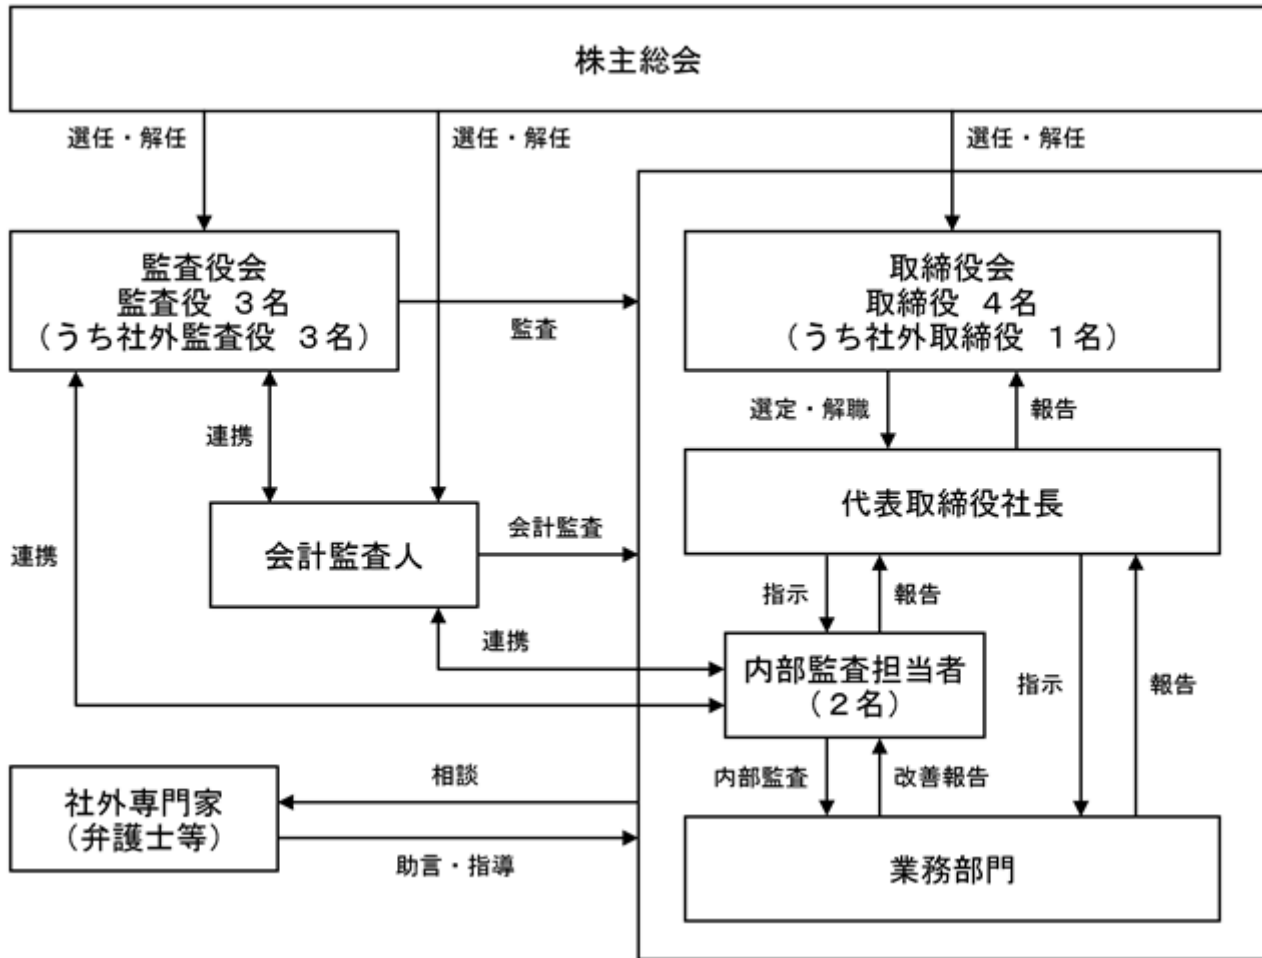 株主総会
選任・解任
選任・解任
選任・解任
監査役会
監査役 3名
(うち社外監査役 3名)
監査
取締役会
取締役 4名
(うち社外取締役 1名)
連携
選定・解職
報告
代表取締役社長
会計監査人
会計監査
連携
指示
報告
連携
内部監査担当者
(2名)
指示
報告
社外専門家
(弁護士等)
相談
助言・指導
内部監査
改善報告
業務部門